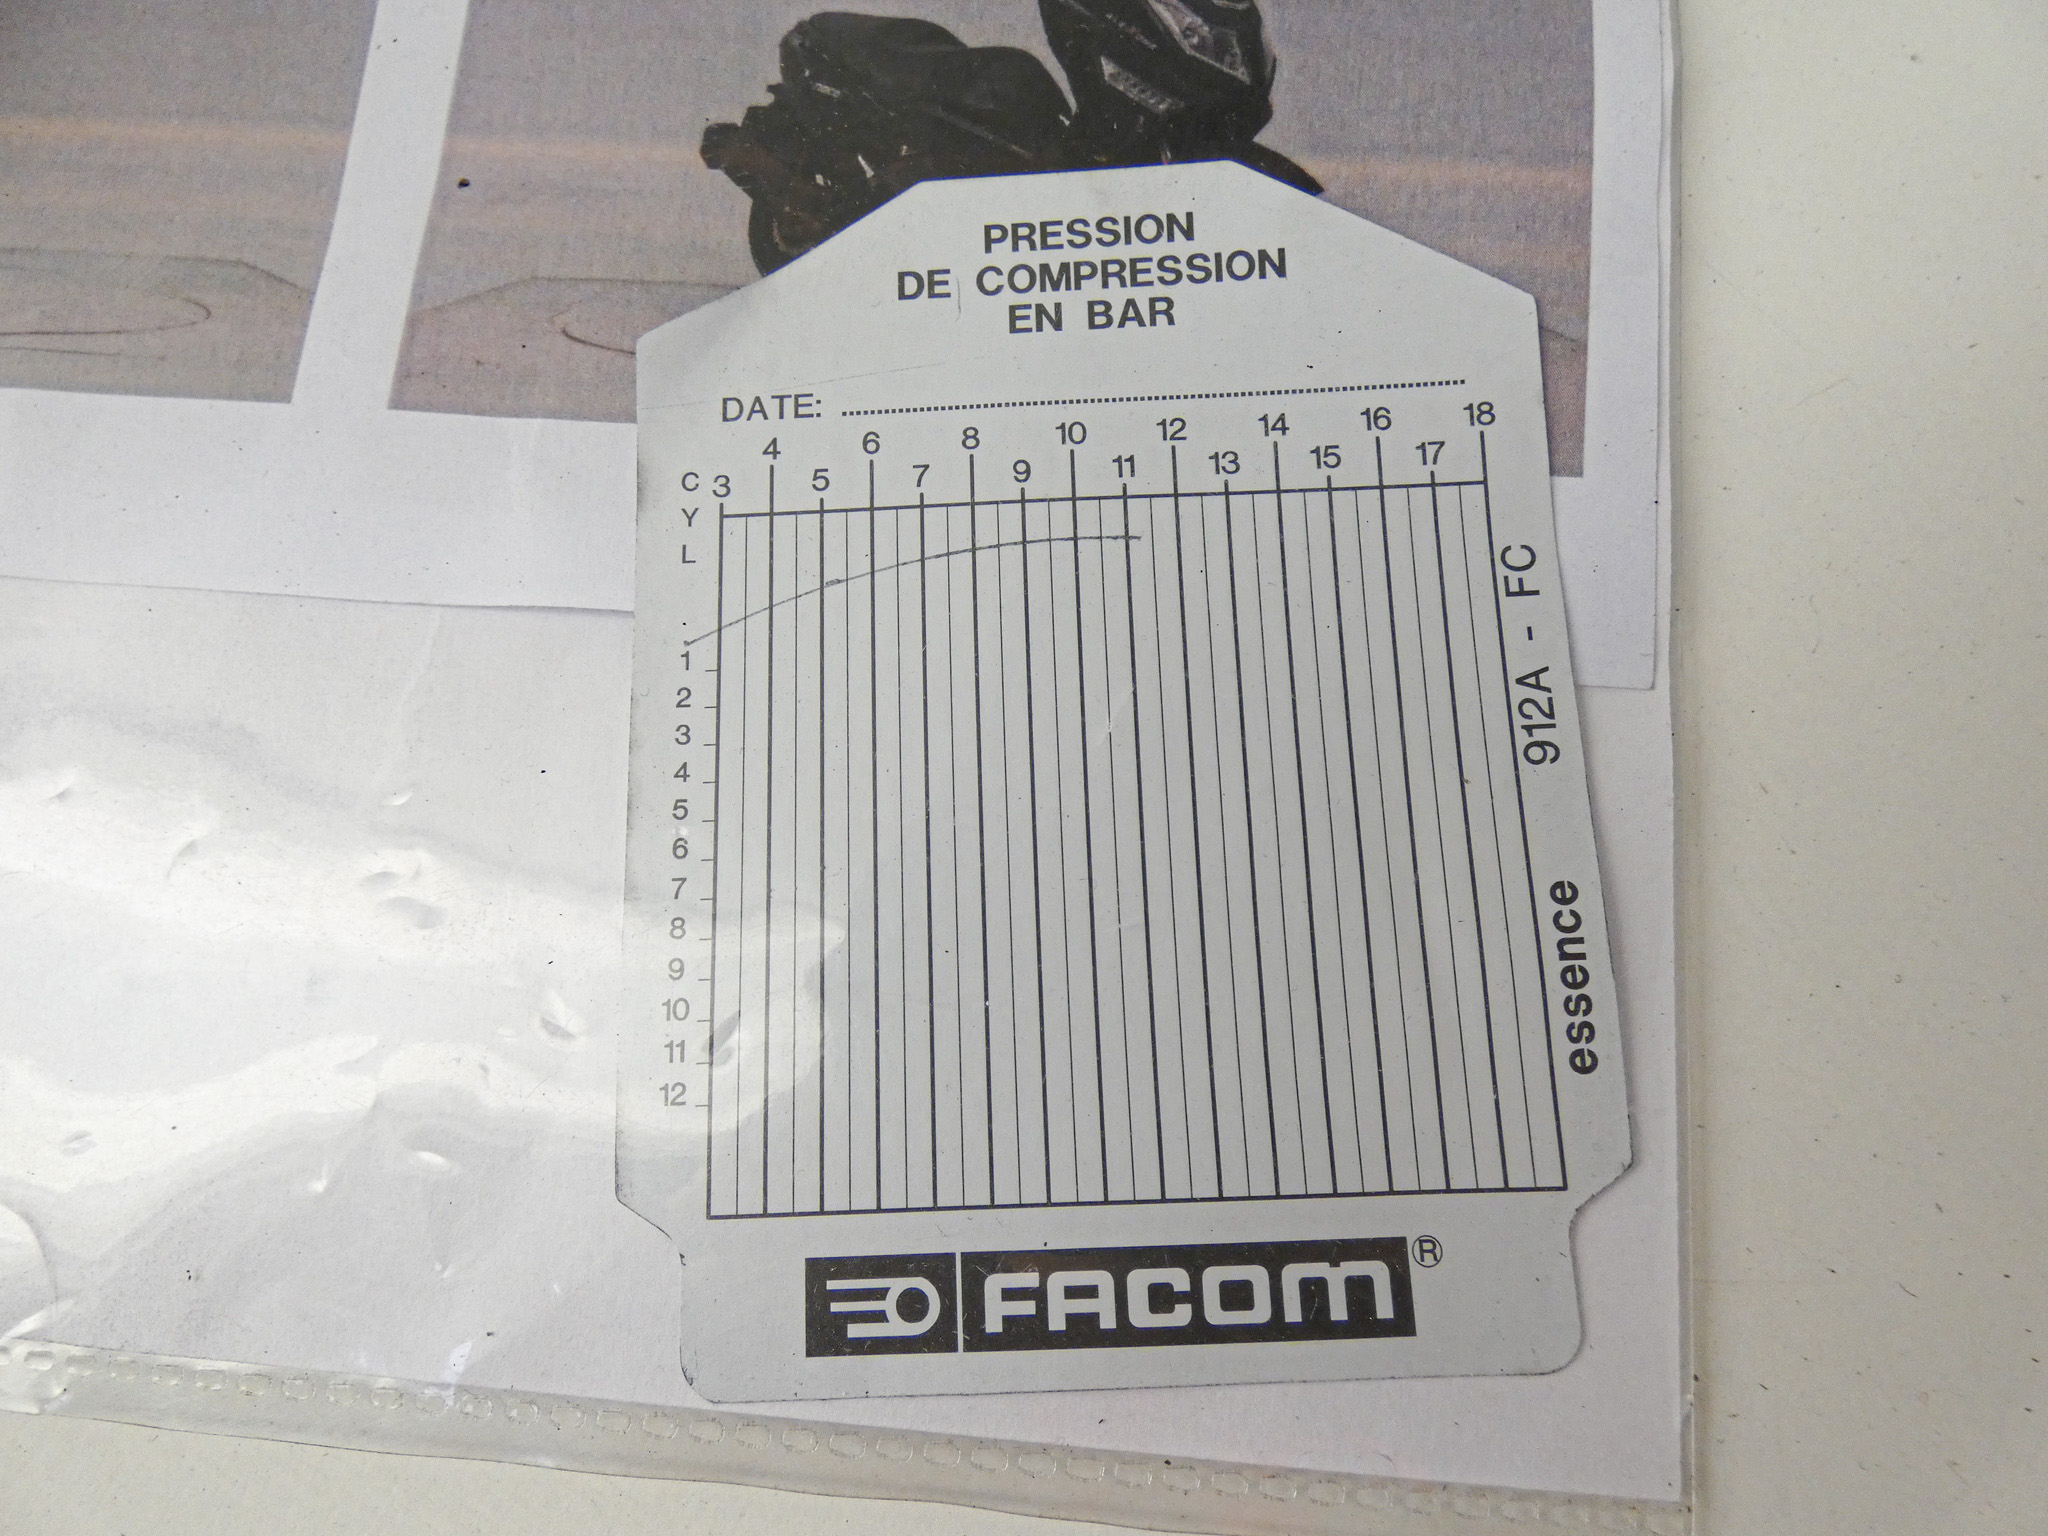 PRESSION
DE COMPRESSION
EN BAR
DATE:
4 6 8 10 12 14 16 18
3 5 7 9 11 13 15 17
C
Y
L
1
2
3
4
5
6
7
8
9
10
11
12
912A - FC
essence
FACOM®